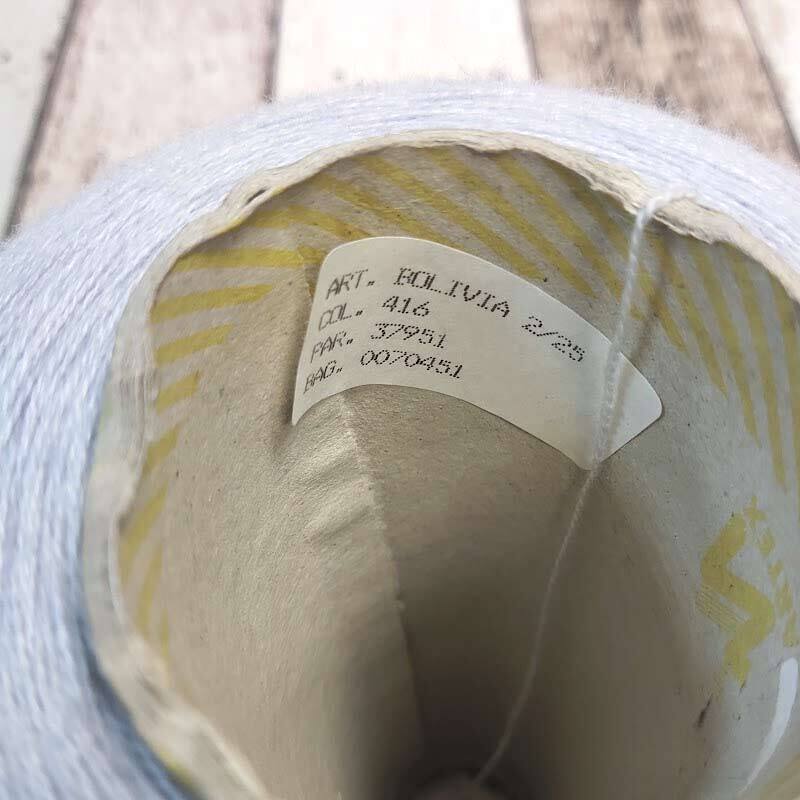 ART. BOLIVIA 2/25
COL. 416
PAR. 37951
BAG. 0070451